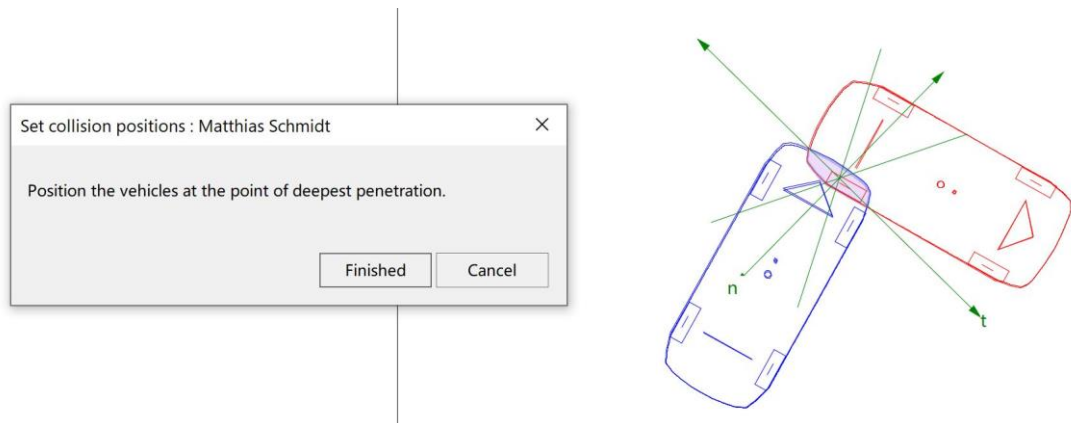 Set collision positions : Matthias Schmidt
Position the vehicles at the point of deepest penetration.
Finished
Cancel
n
t